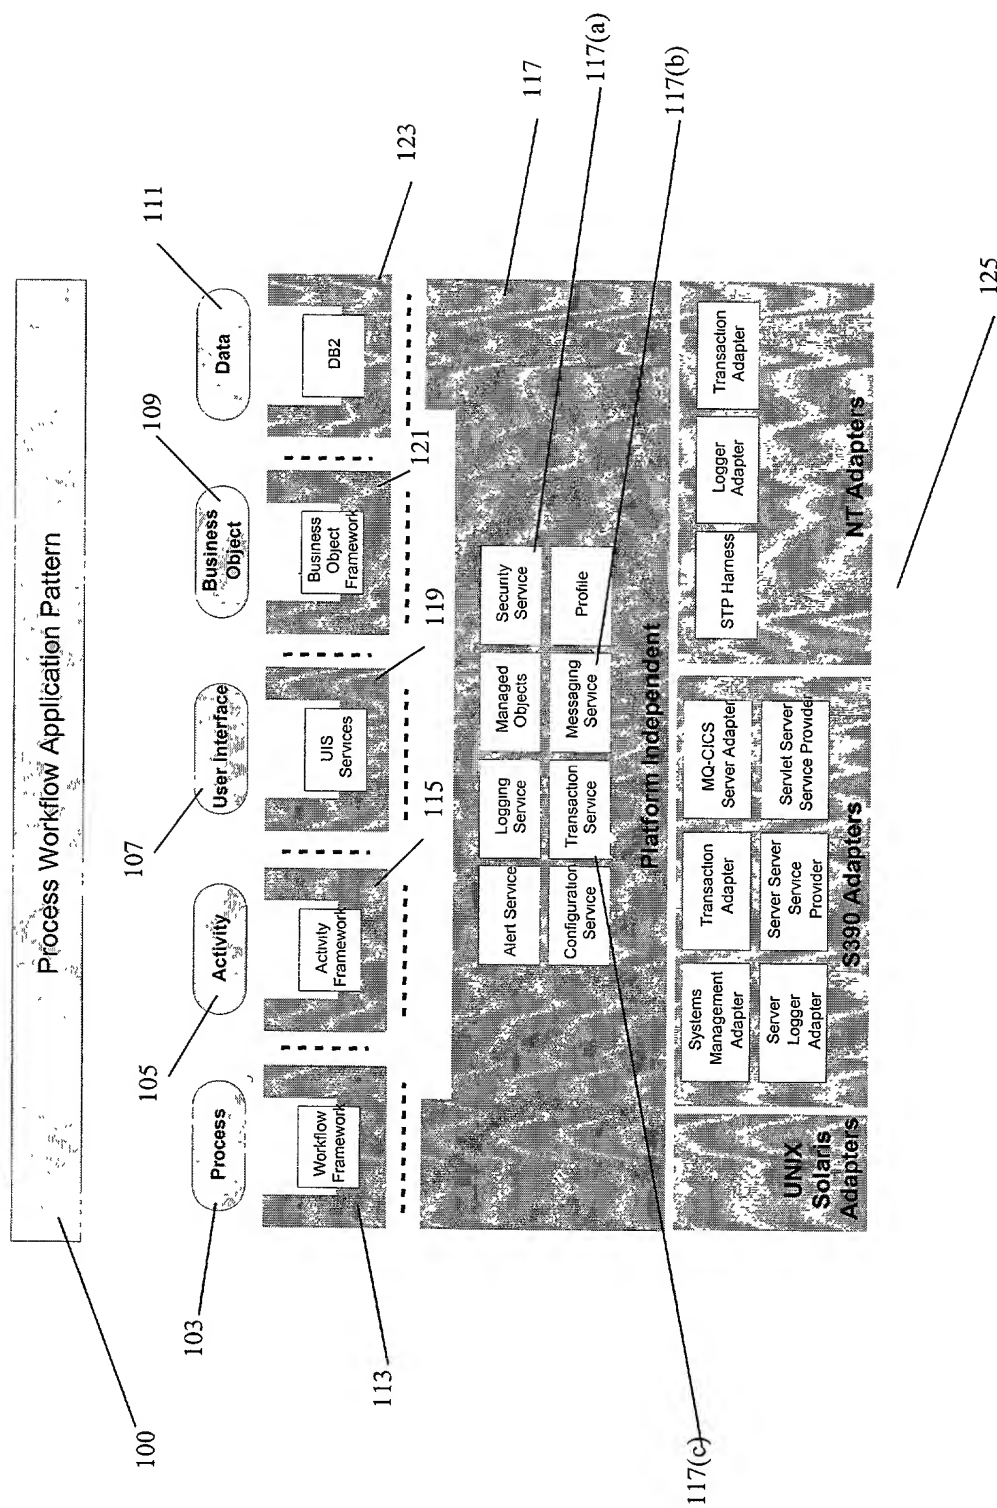 Process Workflow Application Pattern
100
103
105
107
109
111
Process
Activity
User Interface
Business
Object
Data
Workflow
Framework
Activity
Framework
UIS
Services
Business
Object
Framework
DB2
113
115
119
121
123
Alert Service
Logging
Service
Managed
Objects
Security
Service
Configuration
Service
Transaction
Service
Messaging
Service
Profile
Platform Independent
117
117(a)
117(b)
117(c)
UNIX
Solaris
Adapters
Systems
Management
Adapter
Transaction
Adapter
MQ-CICS
Server Adapter
Server
Logger
Adapter
Server Server
Service
Provider
Servlet Server
Service Provider
S390 Adapters
STP Harness
Logger
Adapter
Transaction
Adapter
NT Adapters
125